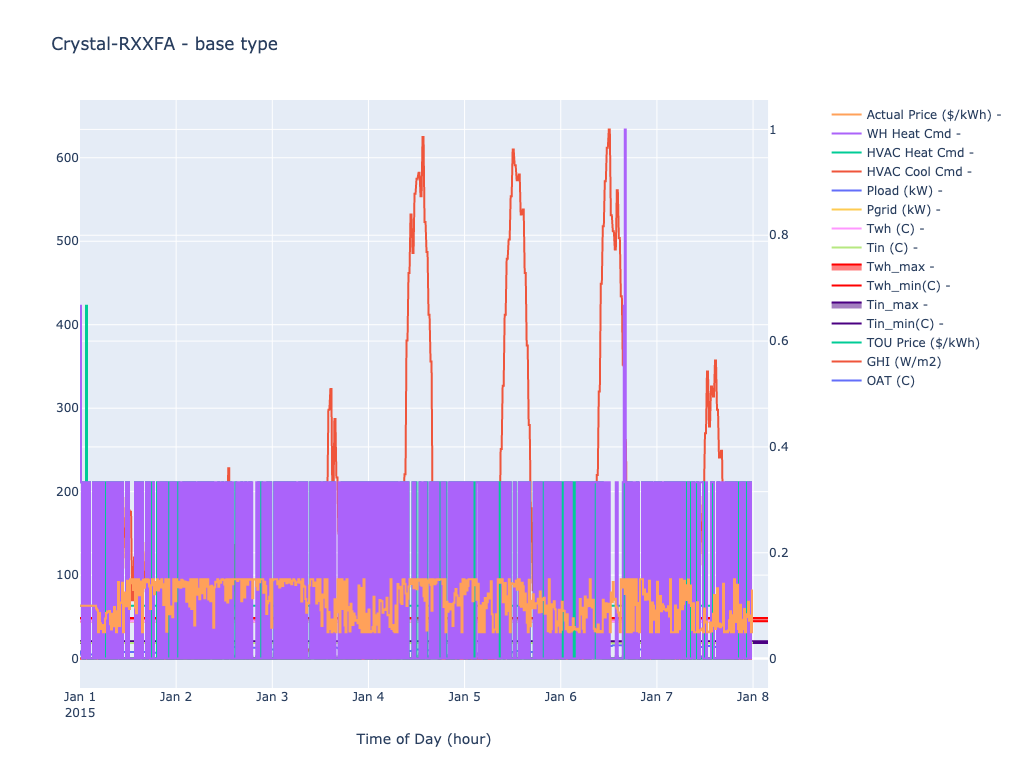 Crystal-RXXFA - base type
600
500
400
300
200
100
0
1
0.8
0.6
0.4
0.2
0
Jan 1
2015
Jan 2
Jan 3
Jan 4
Jan 5
Jan 6
Jan 7
Jan 8
Time of Day (hour)
Actual Price ($/kWh) -
WH Heat Cmd -
HVAC Heat Cmd -
HVAC Cool Cmd -
Pload (kW) -
Pgrid (kW) -
Twh (C) -
Tin (C) -
Twh_max -
Twh_min(C) -
Tin_max -
Tin_min(C) -
TOU Price ($/kWh)
GHI (W/m2)
OAT (C)